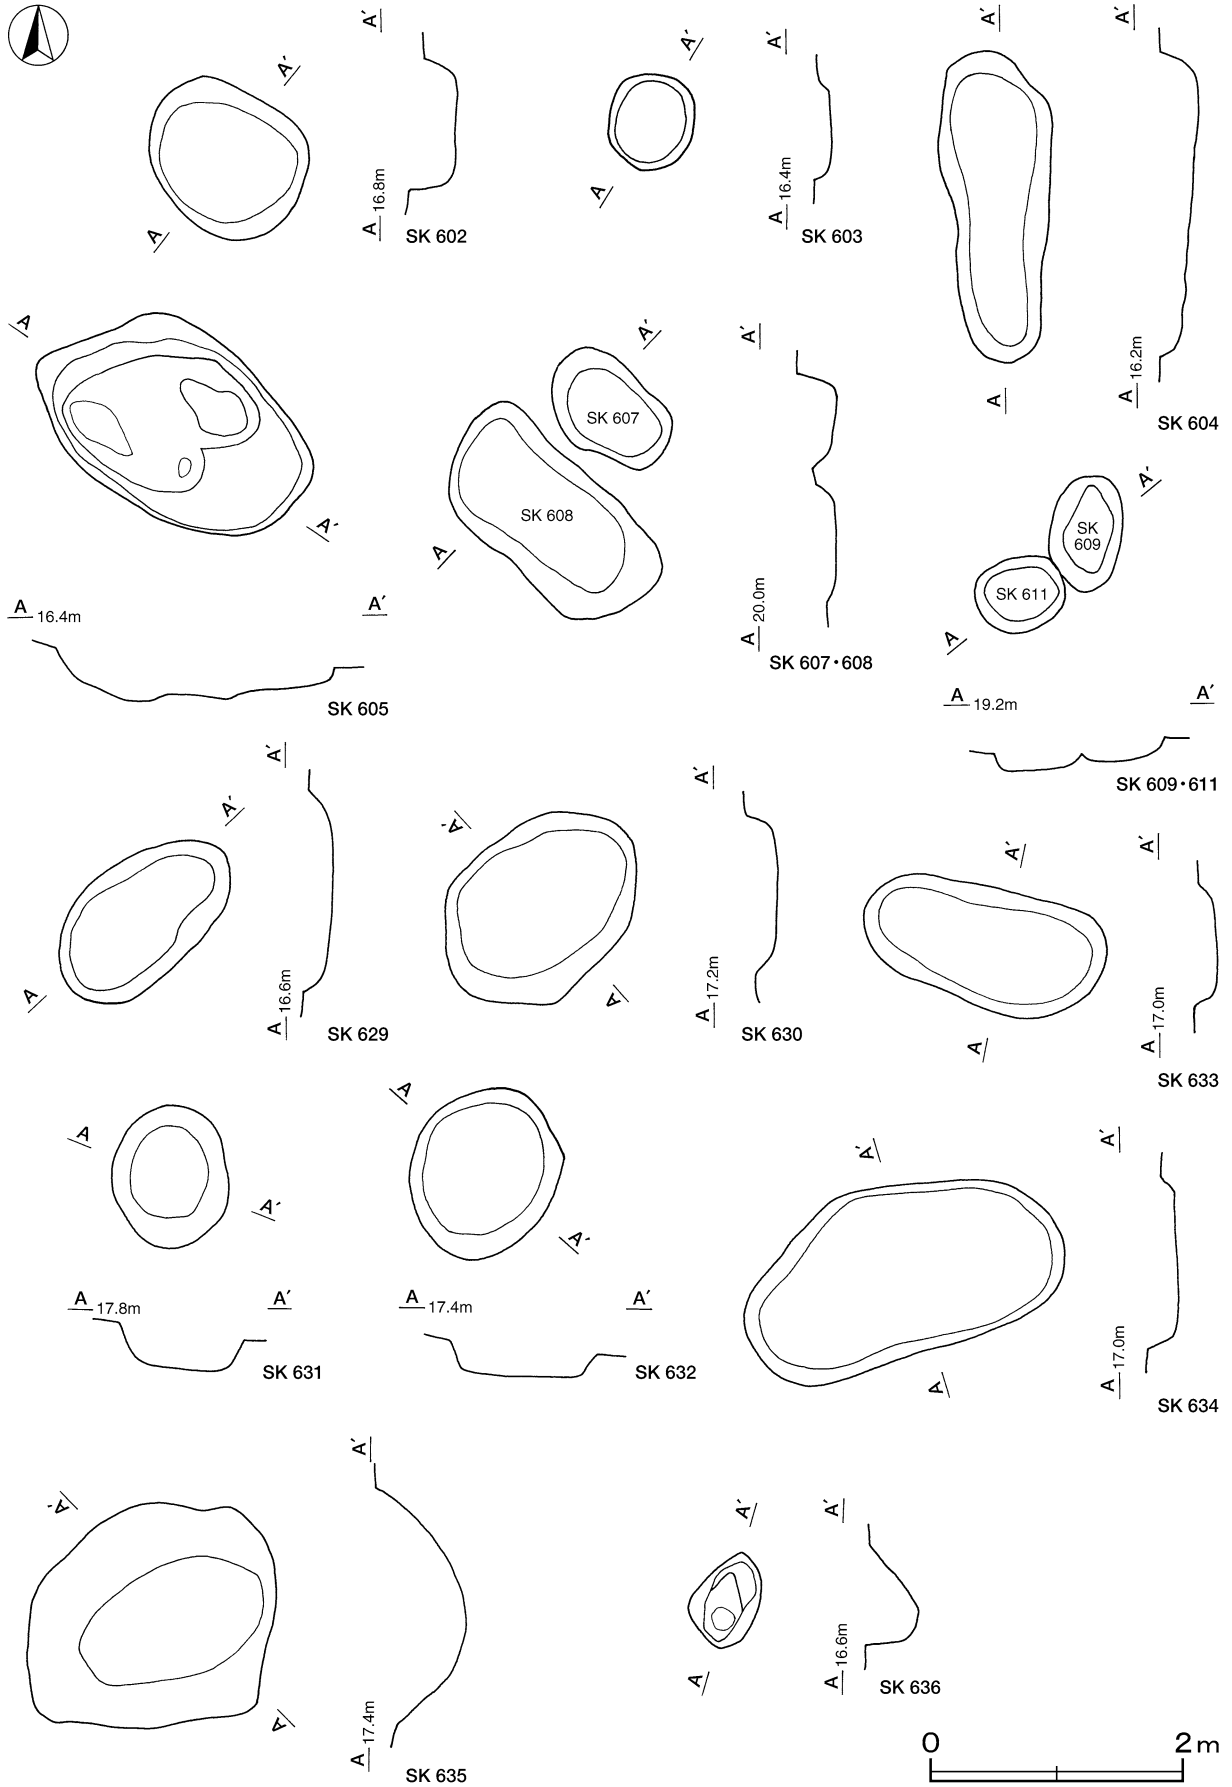 A A' A A' 16.8m SK 602
A A' A A' 16.4m SK 603
A A' A A' 16.2m SK 604
A A' A 16.4m A' SK 605
SK 607
SK 608
A A' A A' 20.0m SK 607・608
SK
609
SK 611
A A' A 19.2m A' SK 609・611
A A' A A' 16.6m SK 629
A A' A A' 17.2m SK 630
A A' A A' 17.0m SK 633
A A' A 17.8m A' SK 631
A A' A 17.4m A' SK 632
A A' A A' 17.0m SK 634
A A' A A' 17.4m SK 635
A A' A A' 16.6m SK 636
0 2m